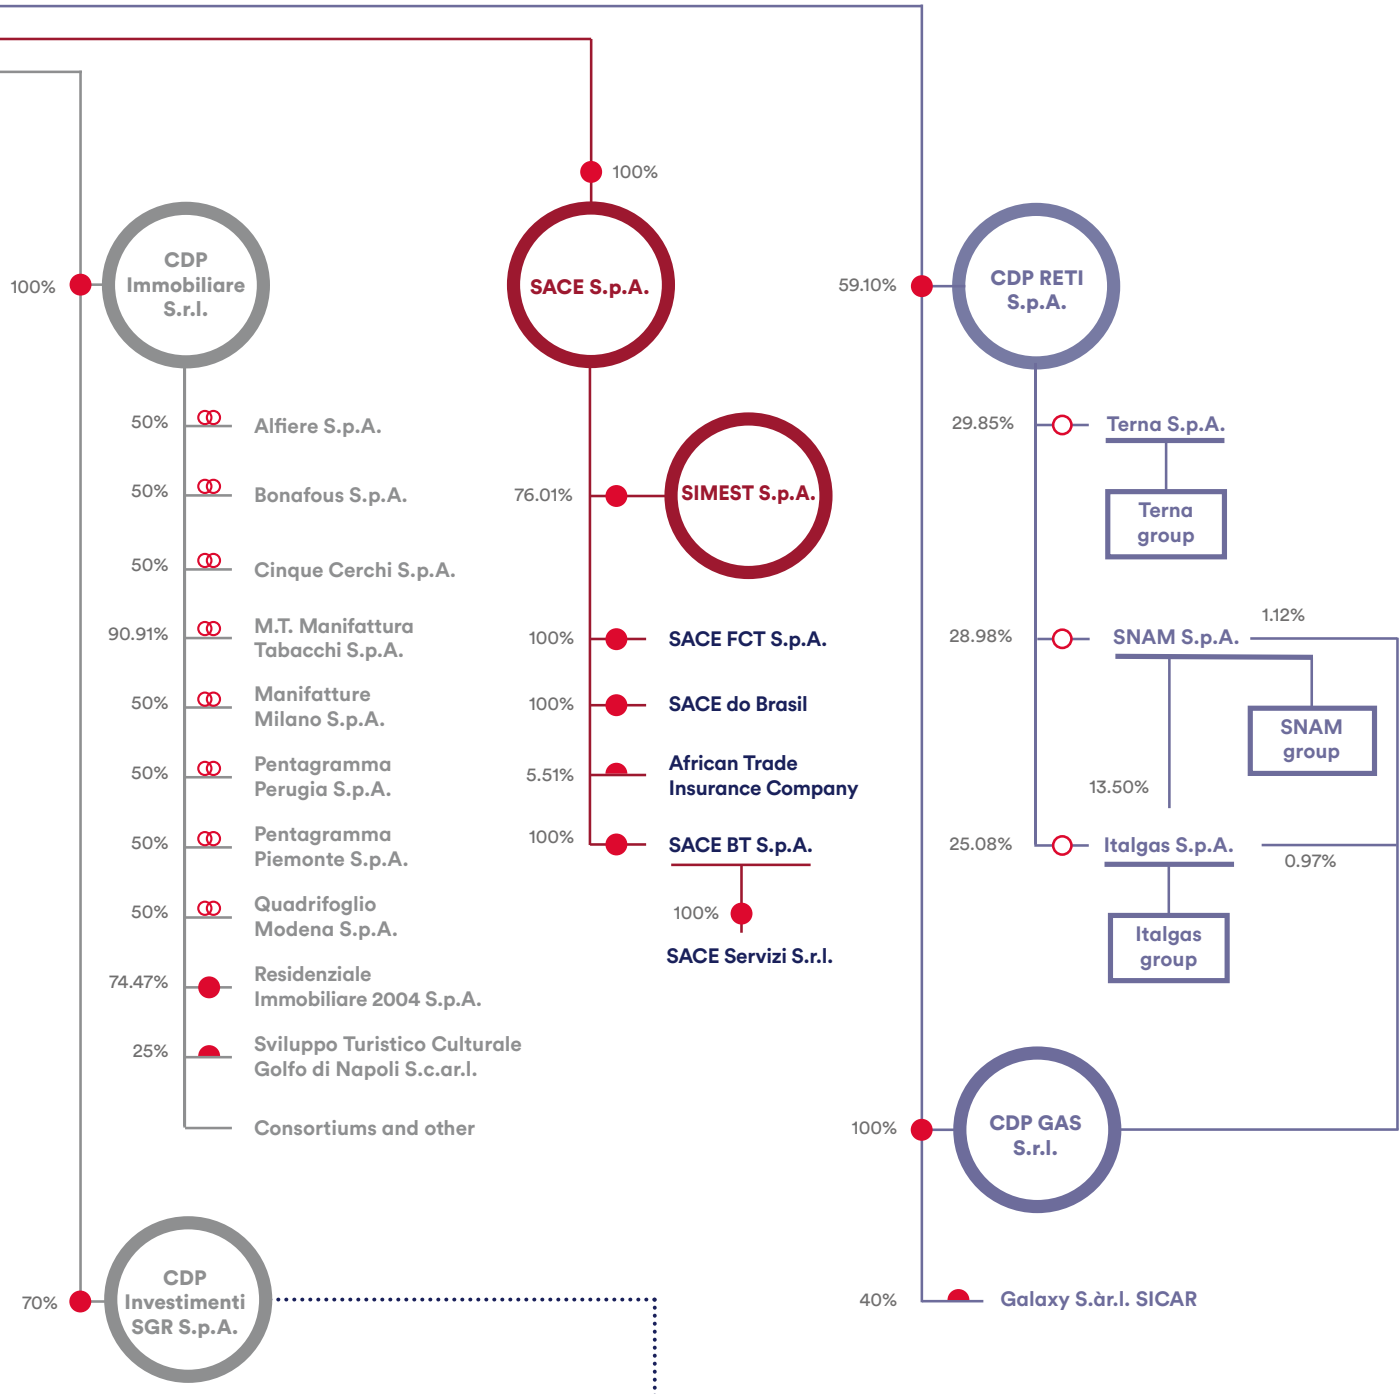 100%
CDP
Immobiliare
S.r.l.
50%
Alfiere S.p.A.
50%
Bonafous S.p.A.
50%
Cinque Cerchi S.p.A.
90.91%
M.T. Manifattura
Tabacchi S.p.A.
50%
Manifatture
Milano S.p.A.
50%
Pentagramma
Perugia S.p.A.
50%
Pentagramma
Piemonte S.p.A.
50%
Quadrifoglio
Modena S.p.A.
74.47%
Residenziale
Immobiliare 2004 S.p.A.
25%
Sviluppo Turistico Culturale
Golfo di Napoli S.c.ar.l.
Consortiums and other
70%
CDP
Investimenti
SGR S.p.A.
100%
SACE S.p.A.
76.01%
SIMEST S.p.A.
100%
SACE FCT S.p.A.
100%
SACE do Brasil
5.51%
African Trade
Insurance Company
100%
SACE BT S.p.A.
100%
SACE Servizi S.r.l.
59.10%
CDP RETI
S.p.A.
29.85%
Terna S.p.A.
Terna
group
28.98%
SNAM S.p.A.
1.12%
SNAM
group
13.50%
25.08%
Italgas S.p.A.
0.97%
Italgas
group
100%
CDP GAS
S.r.l.
40%
Galaxy S.àr.l. SICAR